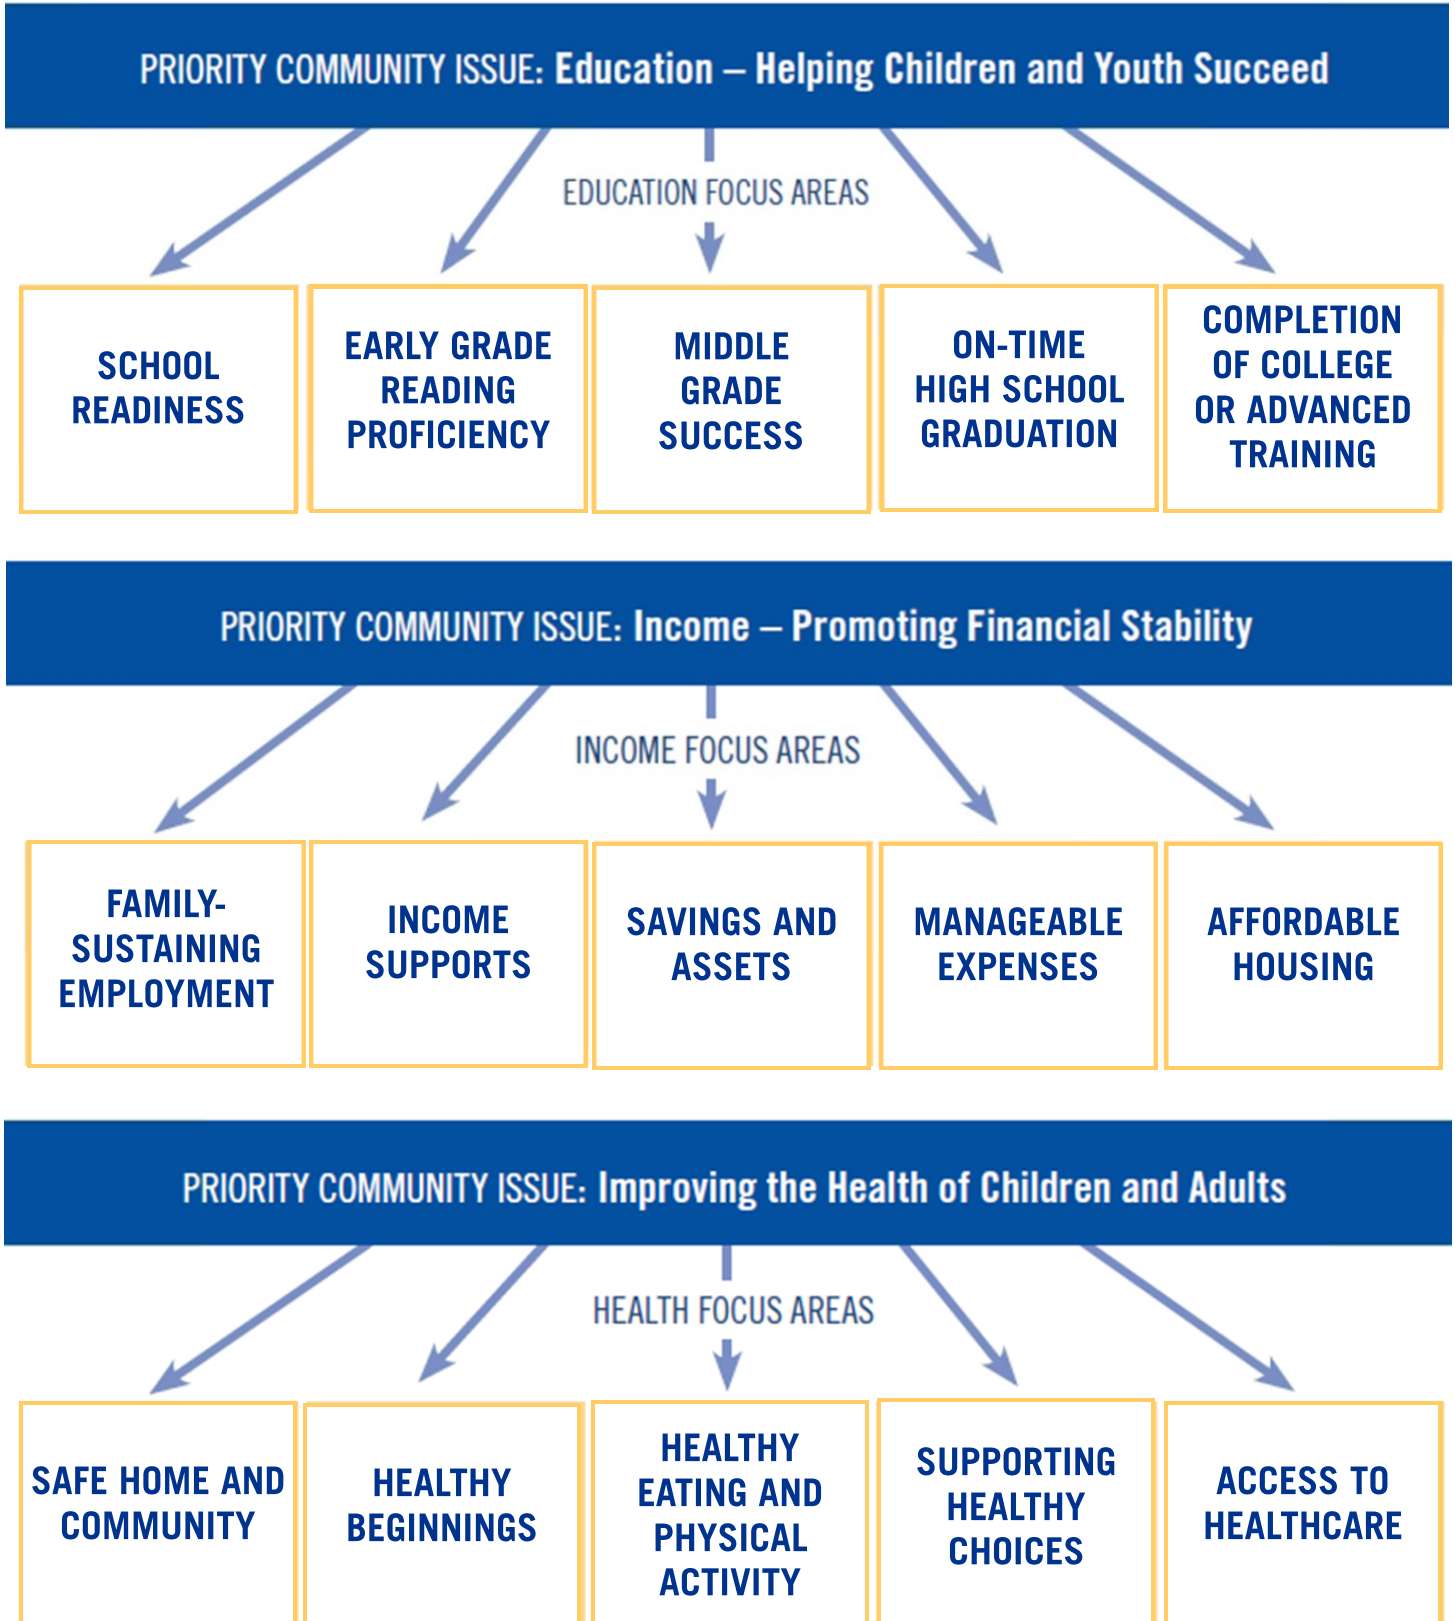 PRIORITY COMMUNITY ISSUE: Education – Helping Children and Youth Succeed
EDUCATION FOCUS AREAS
SCHOOL
READINESS
EARLY GRADE
READING
PROFICIENCY
MIDDLE
GRADE
SUCCESS
ON-TIME
HIGH SCHOOL
GRADUATION
COMPLETION
OF COLLEGE
OR ADVANCED
TRAINING
PRIORITY COMMUNITY ISSUE: Income – Promoting Financial Stability
INCOME FOCUS AREAS
FAMILY-
SUSTAINING
EMPLOYMENT
INCOME
SUPPORTS
SAVINGS AND
ASSETS
MANAGEABLE
EXPENSES
AFFORDABLE
HOUSING
PRIORITY COMMUNITY ISSUE: Improving the Health of Children and Adults
HEALTH FOCUS AREAS
SAFE HOME AND
COMMUNITY
HEALTHY
BEGINNINGS
HEALTHY
EATING AND
PHYSICAL
ACTIVITY
SUPPORTING
HEALTHY
CHOICES
ACCESS TO
HEALTHCARE